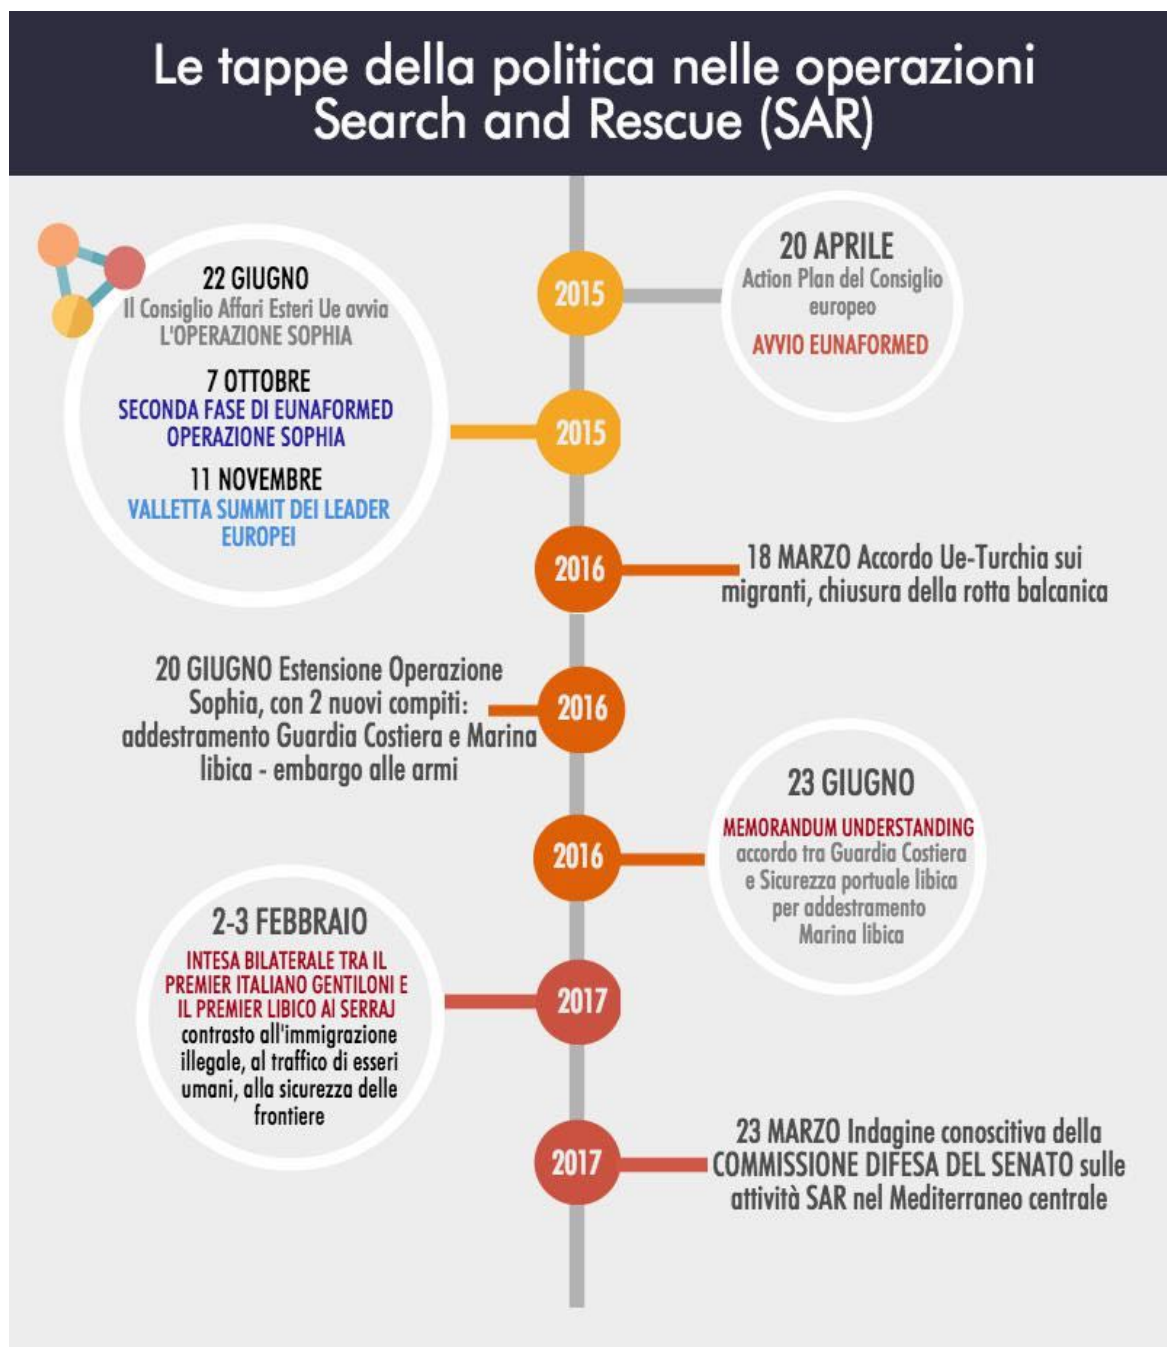 Le tappe della politica nelle operazioni
Search and Rescue (SAR)
2015
20 APRILE
Action Plan del Consiglio
europeo
AVVIO EUNAFORMED
22 GIUGNO
Il Consiglio Affari Esteri Ue avvia
L'OPERAZIONE SOPHIA
7 OTTOBRE
SECONDA FASE DI EUNAFORMED
OPERAZIONE SOPHIA
11 NOVEMBRE
VALLETTA SUMMIT DEI LEADER
EUROPEI
2015
2016
18 MARZO Accordo Ue-Turchia sui
migranti, chiusura della rotta balcanica
20 GIUGNO Estensione Operazione
Sophia, con 2 nuovi compiti:
addestramento Guardia Costiera e Marina
libica - embargo alle armi
2016
2016
23 GIUGNO
MEMORANDUM UNDERSTANDING
accordo tra Guardia Costiera
e Sicurezza portuale libica
per addestramento
Marina libica
2-3 FEBBRAIO
INTESA BILATERALE TRA IL
PREMIER ITALIANO GENTILONI E
IL PREMIER LIBICO Al SERRAJ
contrasto all'immigrazione
illegale, al traffico di esseri
umani, alla sicurezza delle
frontiere
2017
2017
23 MARZO Indagine conoscitiva della
COMMISSIONE DIFESA DEL SENATO sulle
attività SAR nel Mediterraneo centrale